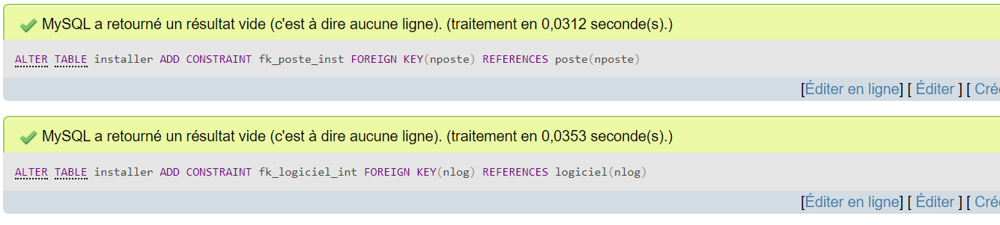 MySQL a retourné un résultat vide (c'est à dire aucune ligne). (traitement en 0,0312 seconde(s).)
ALTER TABLE installer ADD CONSTRAINT fk_poste_inst FOREIGN KEY(nposte) REFERENCES poste(nposte)
[Éditer en ligne] [ Éditer ] [
MySQL a retourné un résultat vide (c'est à dire aucune ligne). (traitement en 0,0353 seconde(s).)
ALTER TABLE installer ADD CONSTRAINT fk_logiciel_int FOREIGN KEY(nlog) REFERENCES logiciel(nlog)
[Éditer en ligne] [ Éditer ] [